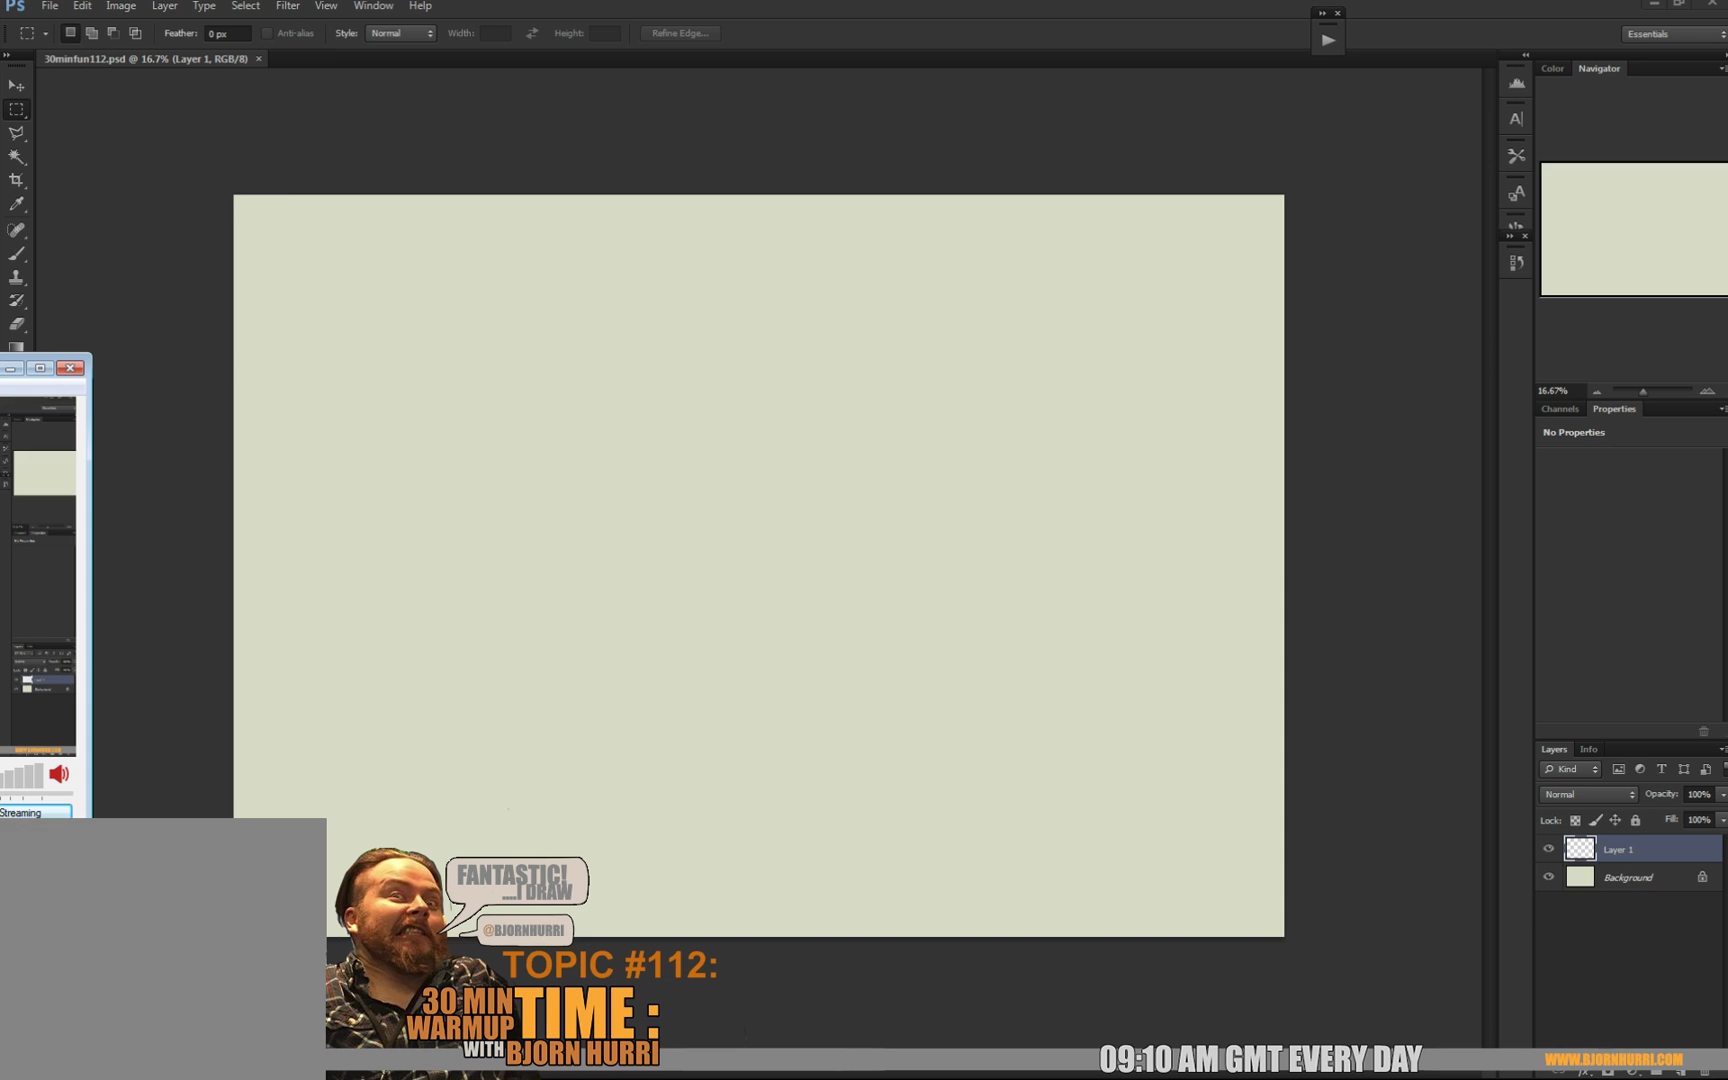 Ps File Edit Image Layer Type Select Filter View Window Help
Feather: 0 px Anti-alias Style: Normal Width: Height: Refine Edge... Essentials
30minfun112.psd @ 16.7% (Layer 1, RGB/8) ×
Color Navigator
16.67%
Channels Properties
No Properties
Layers Info
Kind
Normal Opacity: 100%
Lock: Fill: 100%
Layer 1
Background
Streaming
FANTASTIC!
....I DRAW
@BJORNHURRI
TOPIC #112:
30 MIN TIME :
WARMUP
WITH BJORN HURRI
09:10 AM GMT EVERY DAY
WWW.BJORNHURRI.COM